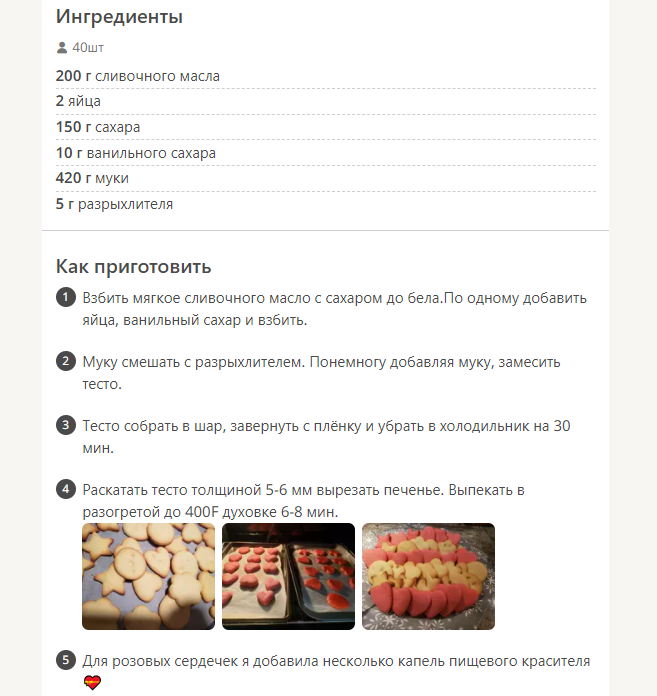 Ингредиенты
40шт
200 г сливочного масла
2 яйца
150 г сахара
10 г ванильного сахара
420 г муки
5 г разрыхлителя
Как приготовить
1 Взбить мягкое сливочного масло с сахаром до бела.По одному добавить
яйца, ванильный сахар и взбить.
2 Муку смешать с разрыхлителем. Понемногу добавляя муку, замесить
тесто.
3 Тесто собрать в шар, завернуть с плёнку и убрать в холодильник на 30
мин.
4 Раскатать тесто толщиной 5-6 мм вырезать печенье. Выпекать в
разогретой до 400F духовке 6-8 мин.
5 Для розовых сердечек я добавила несколько капель пищевого красителя